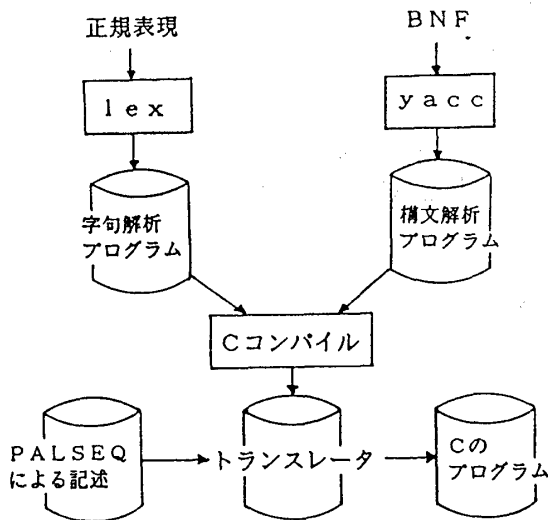 正規表現
BNF
lex
yacc
字句解析
プログラム
構文解析
プログラム
Cコンパイル
PALSEQ
による記述
トランスレータ
Cの
プログラム